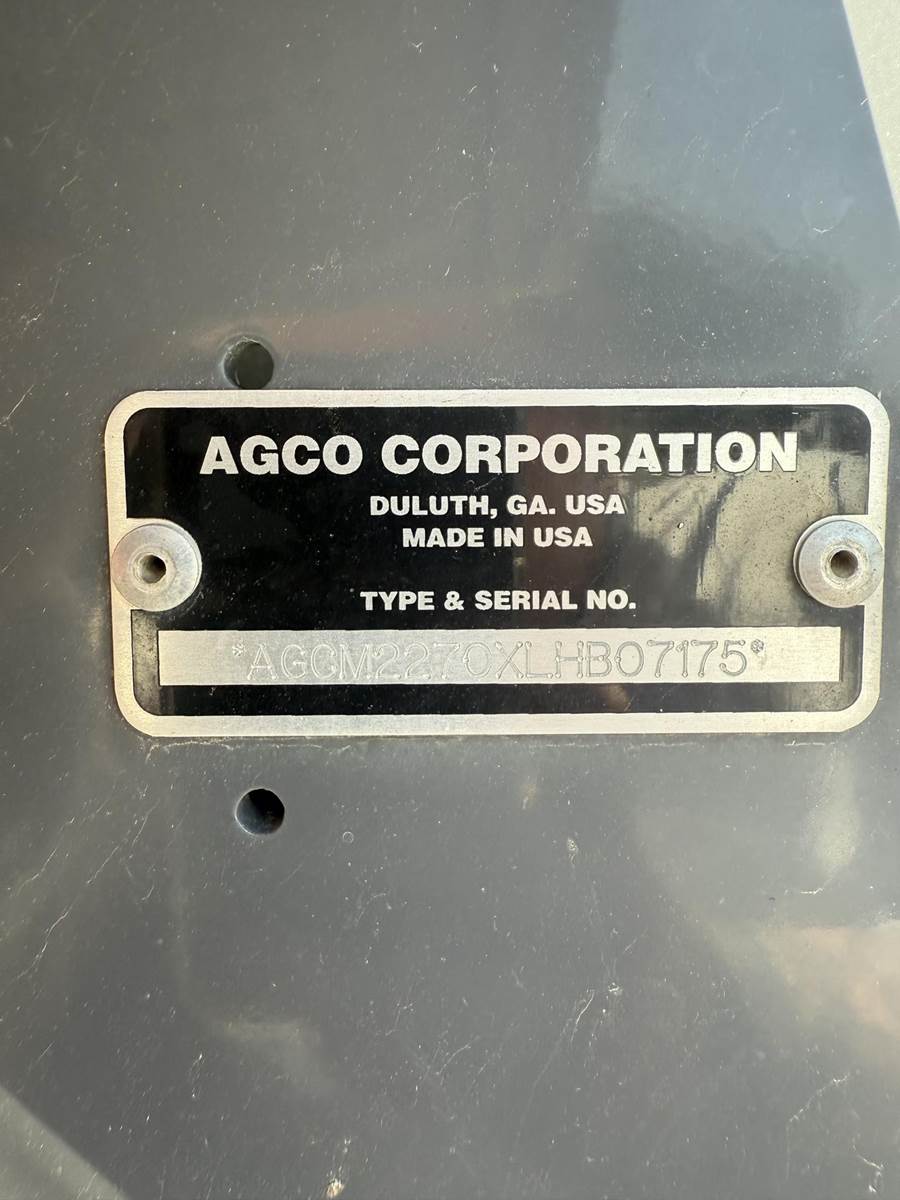 AGCO CORPORATION
DULUTH, GA. USA
MADE IN USA
TYPE & SERIAL NO.
*AGCM2270XLHB07175*